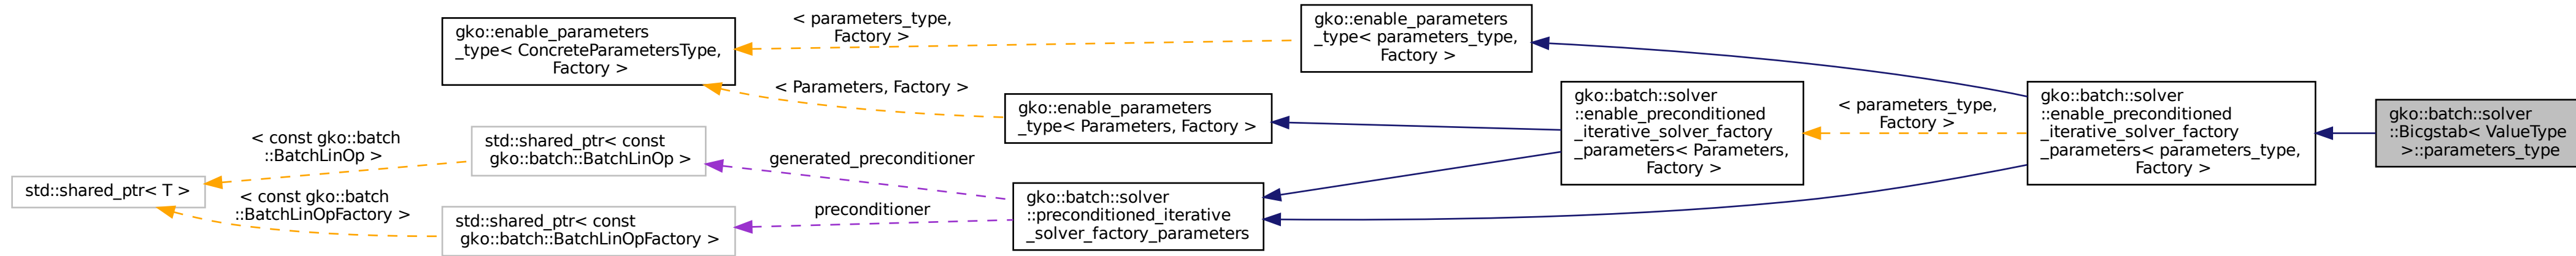 gko::enable_parameters
_type< ConcreteParametersType,
Factory >
< parameters_type,
Factory >
gko::enable_parameters
_type< parameters_type,
Factory >
< Parameters, Factory >
gko::enable_parameters
_type< Parameters, Factory >
gko::batch::solver
::enable_preconditioned
_iterative_solver_factory
_parameters< Parameters,
Factory >
< parameters_type,
Factory >
gko::batch::solver
::enable_preconditioned
_iterative_solver_factory
_parameters< parameters_type,
Factory >
gko::batch::solver
::Bicgstab< ValueType
>::parameters_type
std::shared_ptr< T >
< const gko::batch
::BatchLinOp >
std::shared_ptr< const
gko::batch::BatchLinOp >
generated_preconditioner
< const gko::batch
::BatchLinOpFactory >
std::shared_ptr< const
gko::batch::BatchLinOpFactory >
preconditioner
gko::batch::solver
::preconditioned_iterative
_solver_factory_parameters